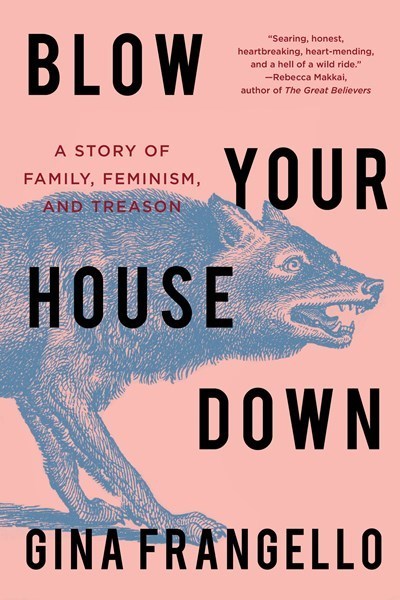 BLOW
"Searing, honest,
heartbreaking, heart-mending,
and a hell of a wild ride."
—Rebecca Makkai,
author of The Great Believers
A STORY OF
FAMILY, FEMINISM,
AND TREASON
YOUR
HOUSE
DOWN
GINA FRANGELLO